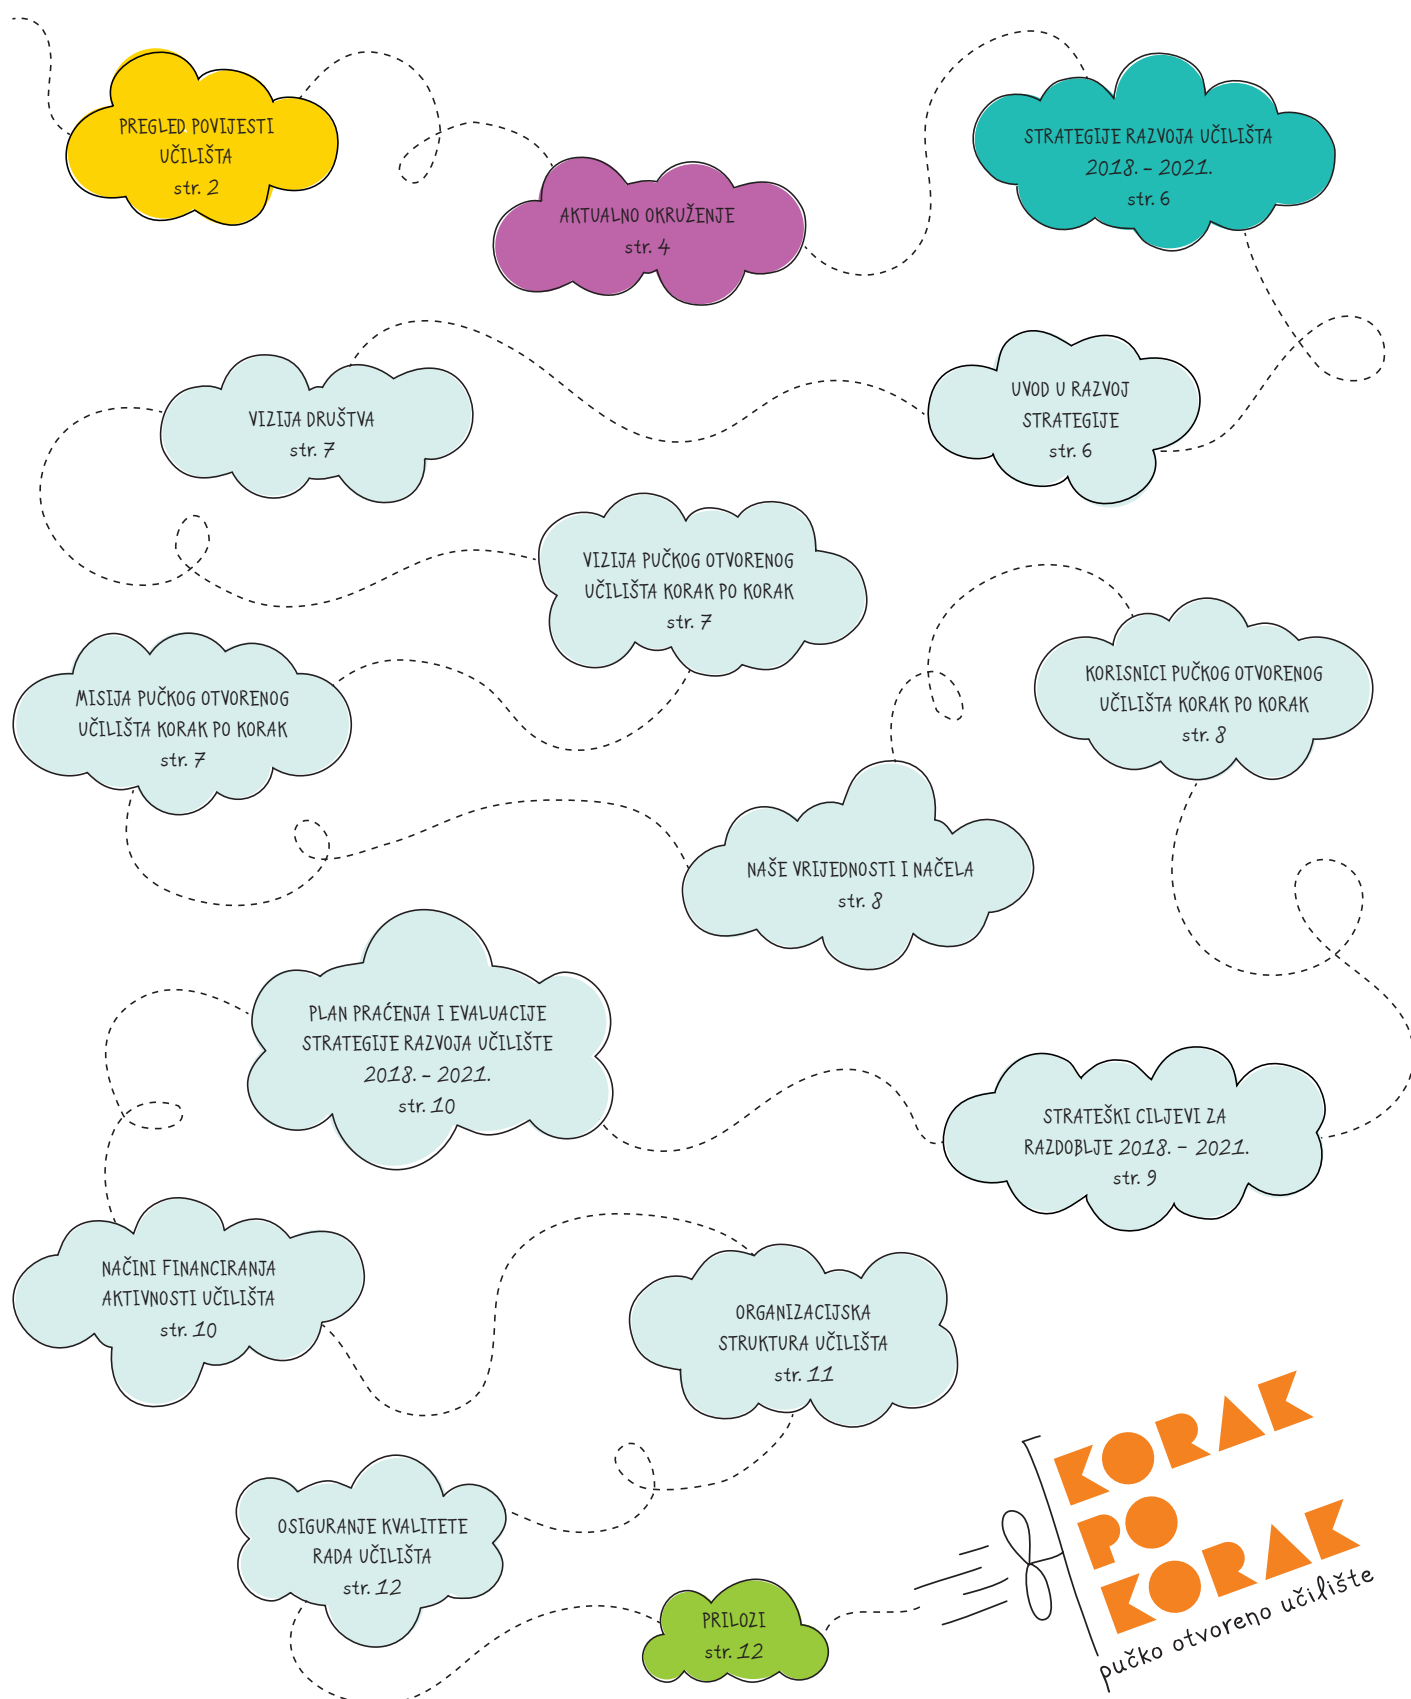 PREGLED POVIJESTI
UČILIŠTA
str. 2
AKTUALNO OKRUŽENJE
str. 4
STRATEGIJE RAZVOJA UČILIŠTA
2018. – 2021.
str. 6
UVOD U RAZVOJ
STRATEGIJE
str. 6
VIZIJA DRUŠTVA
str. 7
VIZIJA PUČKOG OTVORENOG
UČILIŠTA KORAK PO KORAK
str. 7
MISIJA PUČKOG OTVORENOG
UČILIŠTA KORAK PO KORAK
str. 7
NAŠE VRIJEDNOSTI I NAČELA
str. 8
KORISNICI PUČKOG OTVORENOG
UČILIŠTA KORAK PO KORAK
str. 8
STRATEŠKI CILJEVI ZA
RAZDOBLJE 2018. – 2021.
str. 9
PLAN PRAĆENJA I EVALUACIJE
STRATEGIJE RAZVOJA UČILIŠTE
2018. – 2021.
str. 10
NAČINI FINANCIRANJA
AKTIVNOSTI UČILIŠTA
str. 10
ORGANIZACIJSKA
STRUKTURA UČILIŠTA
str. 11
OSIGURANJE KVALITETE
RADA UČILIŠTA
str. 12
PRILOZI
str. 12
KORAK
PO
KORAK
pučko otvoreno učilište